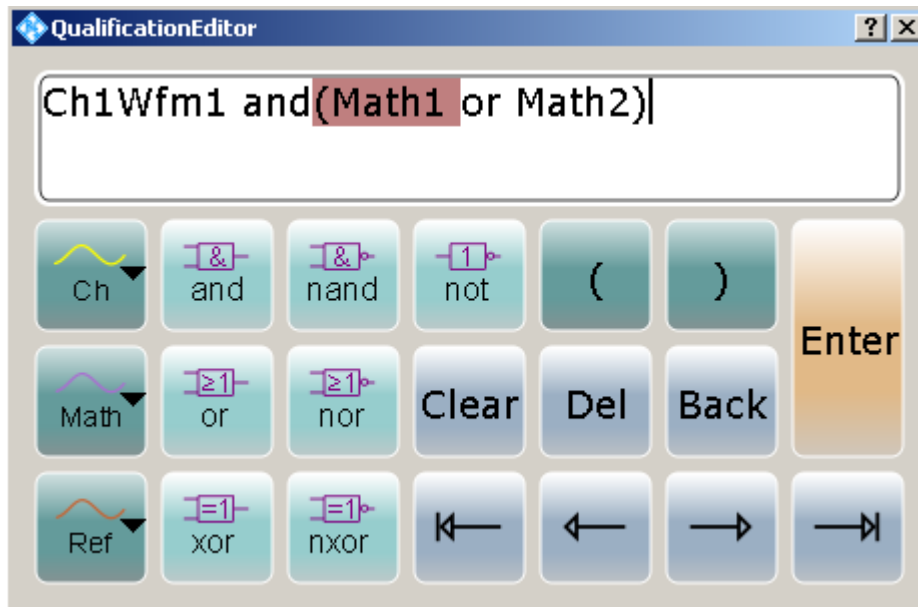 QualificationEditor
?
Ch1Wfm1 and(Math1 or Math2)
Ch
& and
& nand
1 not
(
)
Enter
Math
≥1 or
≥1 nor
Clear
Del
Back
Ref
=1 xor
=1 nxor